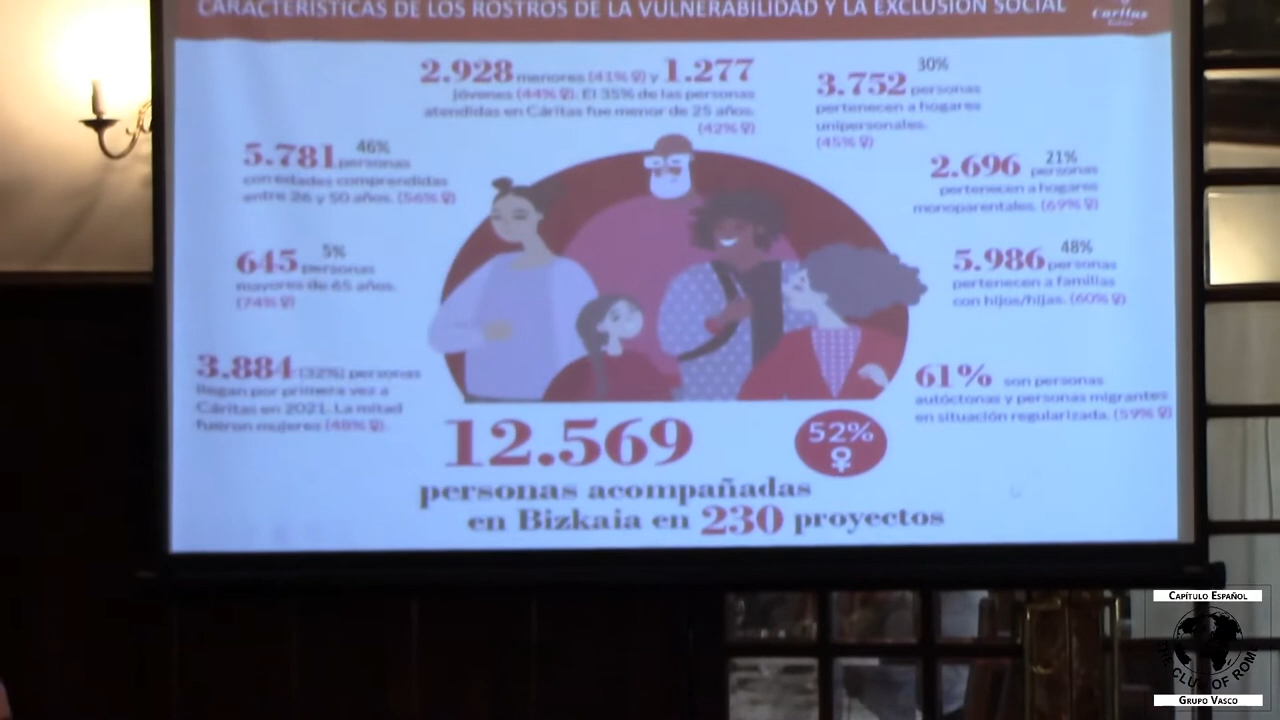 CARACTERÍSTICAS DE LOS ROSTROS DE LA VULNERABILIDAD Y LA EXCLUSIÓN SOCIAL
Cáritas
2.928 menores (41% ♀) y 1.277
jóvenes (44% ♀). El 35% de las personas
atendidas en Cáritas fue menor de 25 años.
(42% ♀)
30%
3.752 personas
pertenecen a hogares
unipersonales.
(45% ♀)
46%
5.781 personas
con edades comprendidas
entre 26 y 50 años. (56% ♀)
21%
2.696 personas
pertenecen a hogares
monoparentales. (69% ♀)
5%
645 personas
mayores de 65 años.
(74% ♀)
48%
5.986 personas
pertenecen a familias
con hijos/hijas. (60% ♀)
3.884 (32%) personas
llegan por primera vez a
Cáritas en 2021. La mitad
fueron mujeres (48% ♀).
61% son personas
autóctonas y personas migrantes
en situación regularizada. (59% ♀)
12.569
52%
♀
personas acompañadas
en Bizkaia en 230 proyectos
Capítulo Español
THE CLUB OF ROME
Grupo Vasco